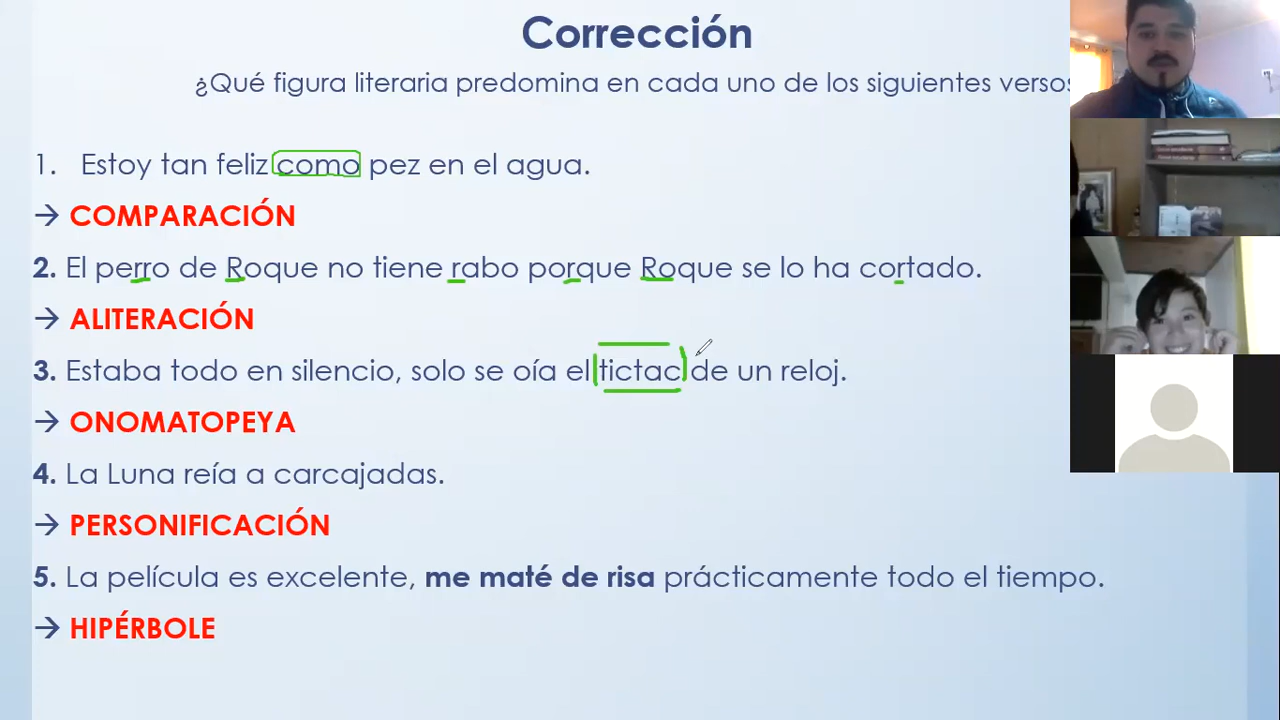 Corrección
¿Qué figura literaria predomina en cada uno de los siguientes versos
1. Estoy tan feliz como pez en el agua.
→ COMPARACIÓN
2. El perro de Roque no tiene rabo porque Roque se lo ha cortado.
→ ALITERACIÓN
3. Estaba todo en silencio, solo se oía el tictac de un reloj.
→ ONOMATOPEYA
4. La Luna reía a carcajadas.
→ PERSONIFICACIÓN
5. La película es excelente, me maté de risa prácticamente todo el tiempo.
→ HIPÉRBOLE